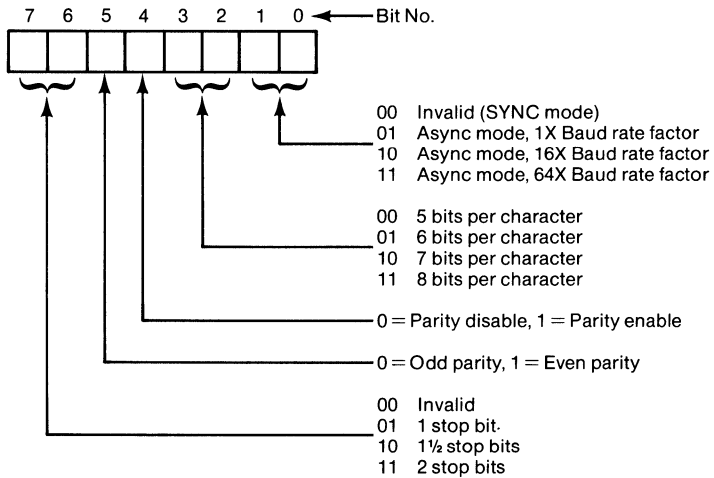 7 6 5 4 3 2 1 0 Bit No.
00 Invalid (SYNC mode)
01 Async mode, 1X Baud rate factor
10 Async mode, 16X Baud rate factor
11 Async mode, 64X Baud rate factor
00 5 bits per character
01 6 bits per character
10 7 bits per character
11 8 bits per character
0 = Parity disable, 1 = Parity enable
0 = Odd parity, 1 = Even parity
00 Invalid
01 1 stop bit.
10 1½ stop bits
11 2 stop bits